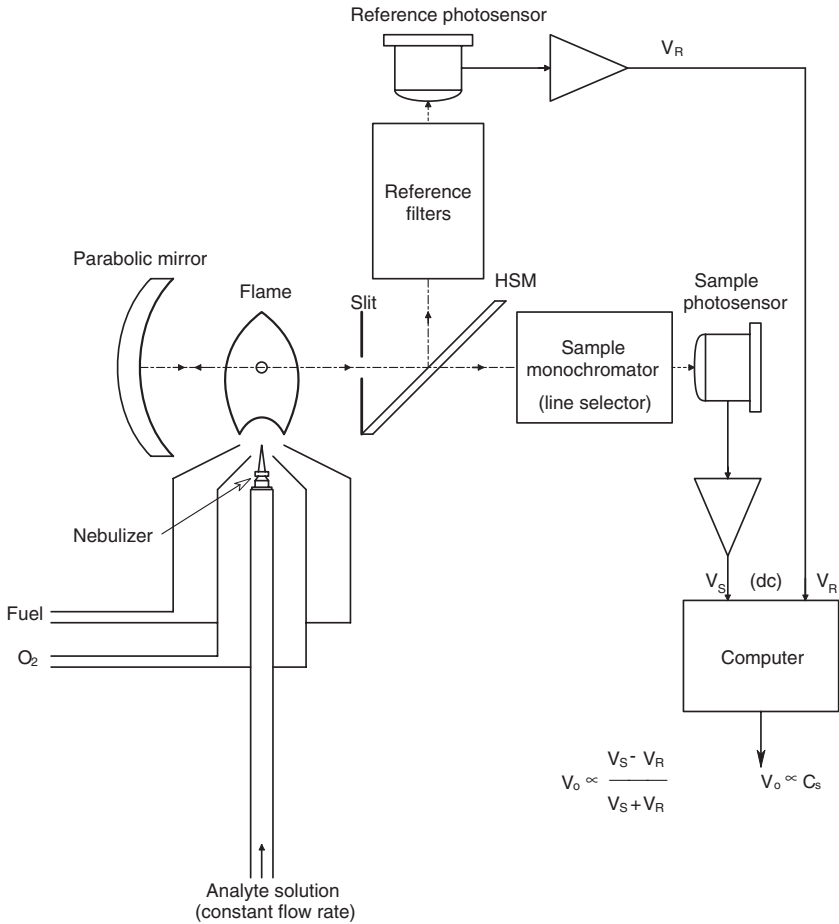 Reference photosensor
V_R
Reference
filters
Parabolic mirror
Flame
Slit
HSM
Sample
photosensor
Sample
monochromator
(line selector)
Nebulizer
Fuel
O₂
V_S (dc) V_R
Computer
V_o ∝ V_S - V_R
V_S + V_R
V_o ∝ C_s
Analyte solution
(constant flow rate)